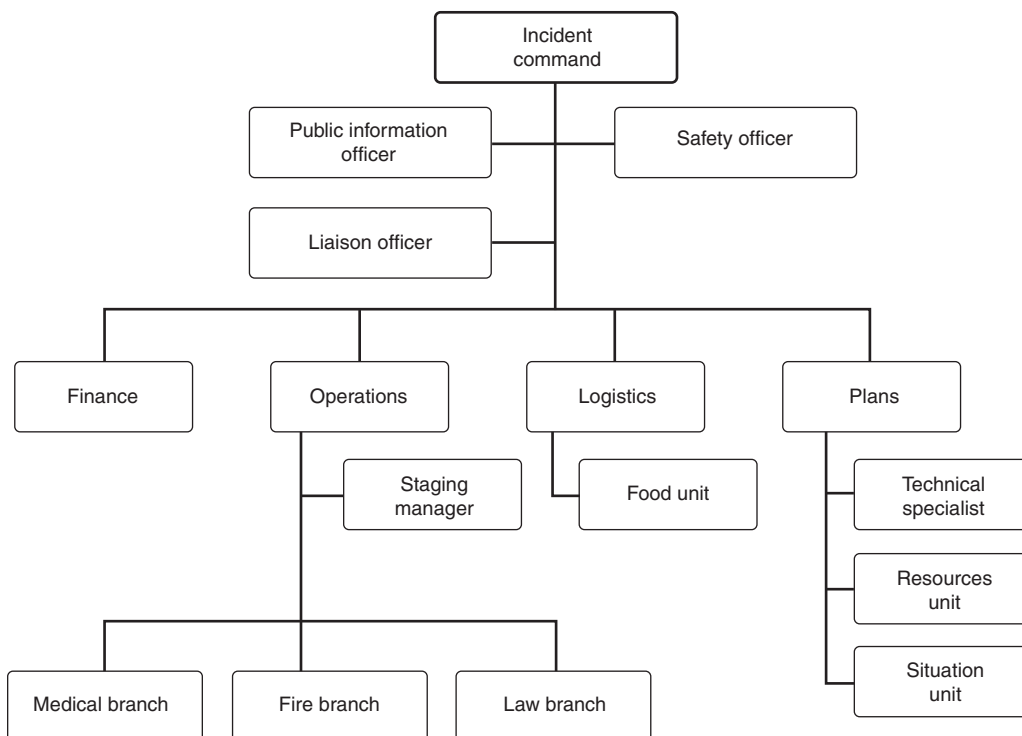 Incident
command
Public information
officer
Safety officer
Liaison officer
Finance
Operations
Logistics
Plans
Staging
manager
Food unit
Technical
specialist
Resources
unit
Situation
unit
Medical branch
Fire branch
Law branch